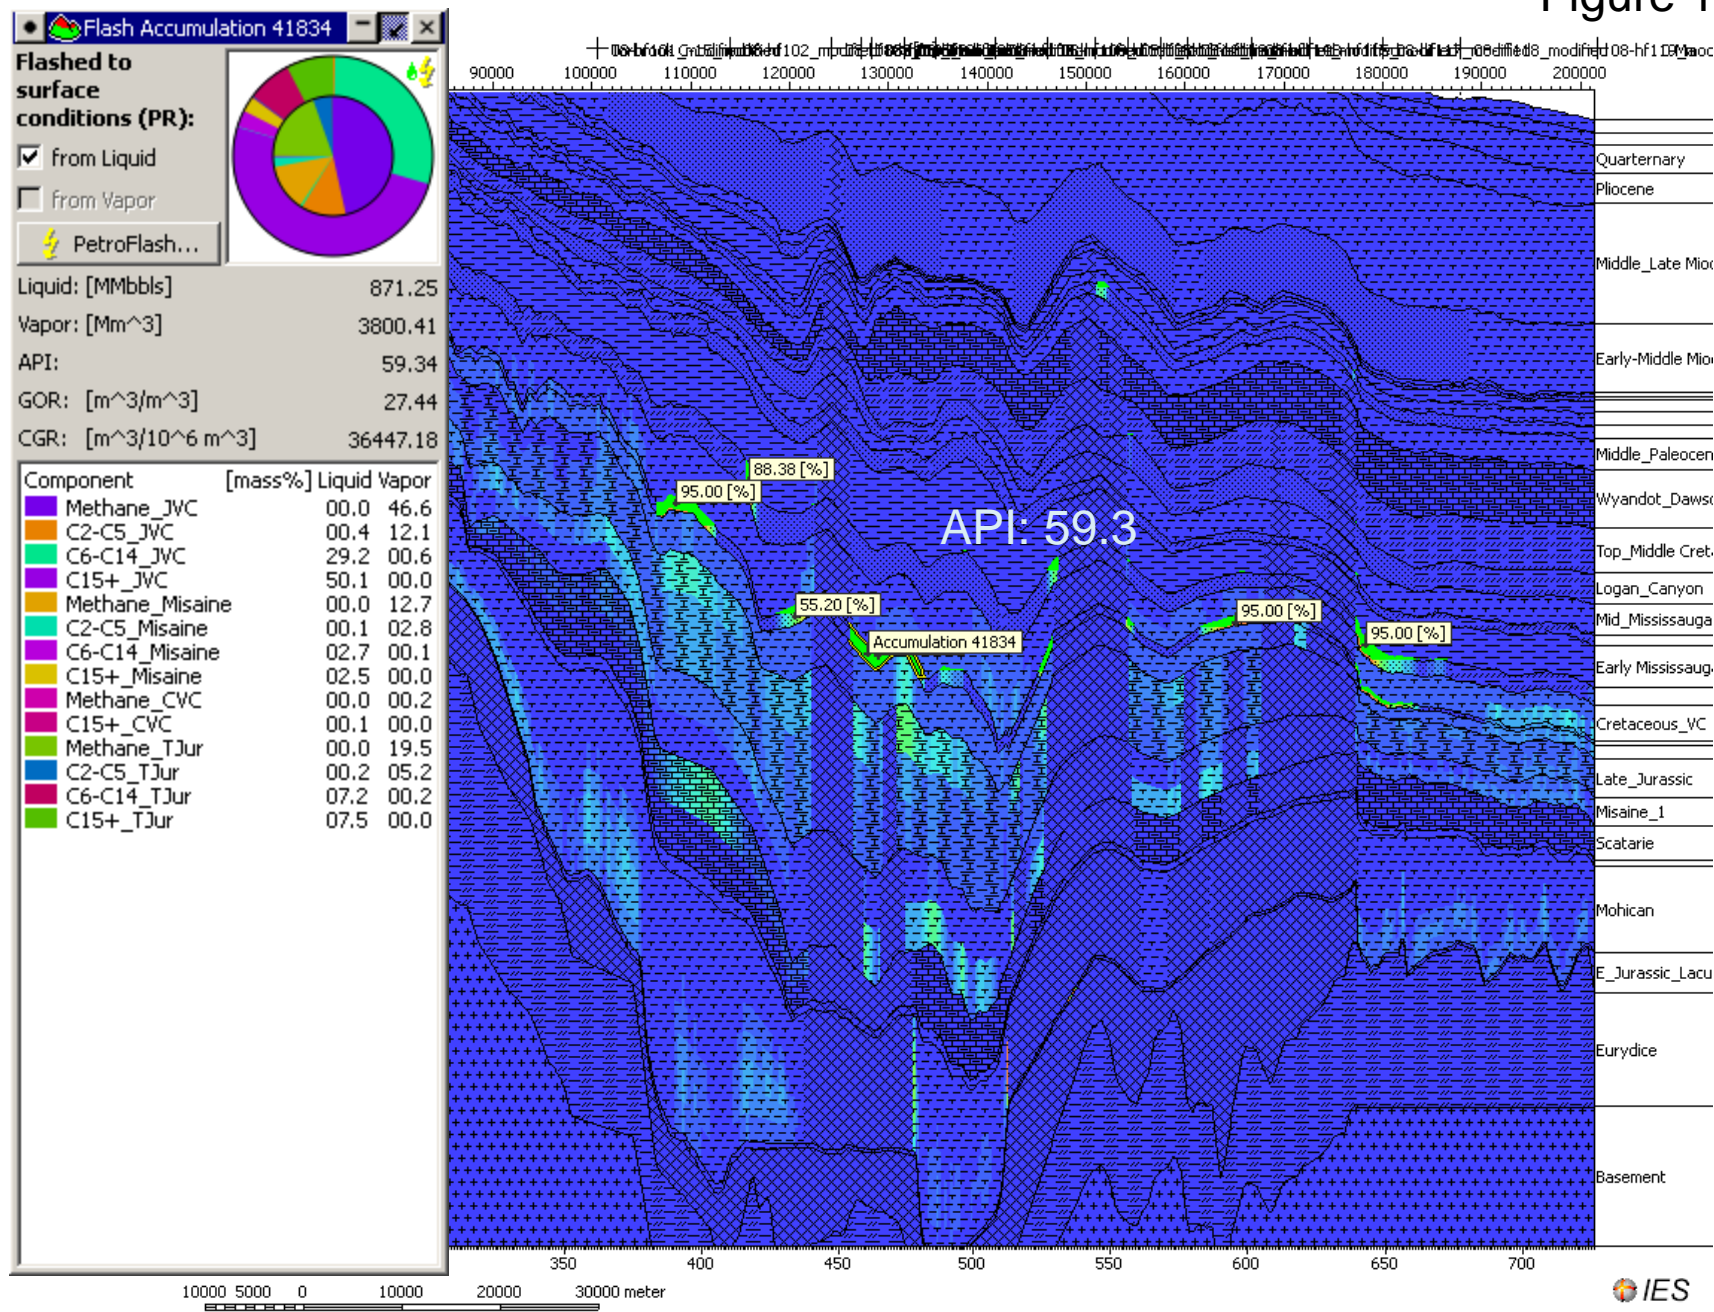 Figure 1
Flash Accumulation 41834
Flashed to
surface
conditions (PR):
from Liquid
from Vapor
PetroFlash...
Liquid: [MMbbls] 871.25
Vapor: [Mm^3] 3800.41
API: 59.34
GOR: [m^3/m^3] 27.44
CGR: [m^3/10^6 m^3] 36447.18
Component [mass%] Liquid Vapor
Methane_JVC 00.0 46.6
C2-C5_JVC 00.4 12.1
C6-C14_JVC 29.2 00.6
C15+_JVC 50.1 00.0
Methane_Misaine 00.0 12.7
C2-C5_Misaine 00.1 02.8
C6-C14_Misaine 02.7 00.1
C15+_Misaine 02.5 00.0
Methane_CVC 00.0 00.2
C15+_CVC 00.1 00.0
Methane_TJur 00.0 19.5
C2-C5_TJur 00.2 05.2
C6-C14_TJur 07.2 00.2
C15+_TJur 07.5 00.0
90000 100000 110000 120000 130000 140000 150000 160000 170000 180000 190000 200000
88.38 [%]
95.00 [%]
API: 59.3
55.20 [%]
95.00 [%]
Accumulation 41834
95.00 [%]
Quarternary
Pliocene
Middle_Late Mioc
Early-Middle Mio
Middle_Paleocen
Wyandot_Daws
Top_Middle Cret
Logan_Canyon
Mid_Mississauga
Early Mississaug
Cretaceous_VC
Late_Jurassic
Misaine_1
Scatarie
Mohican
E_Jurassic_Lacu
Eurydice
Basement
350 400 450 500 550 600 650 700
10000 5000 0 10000 20000 30000 meter
IES